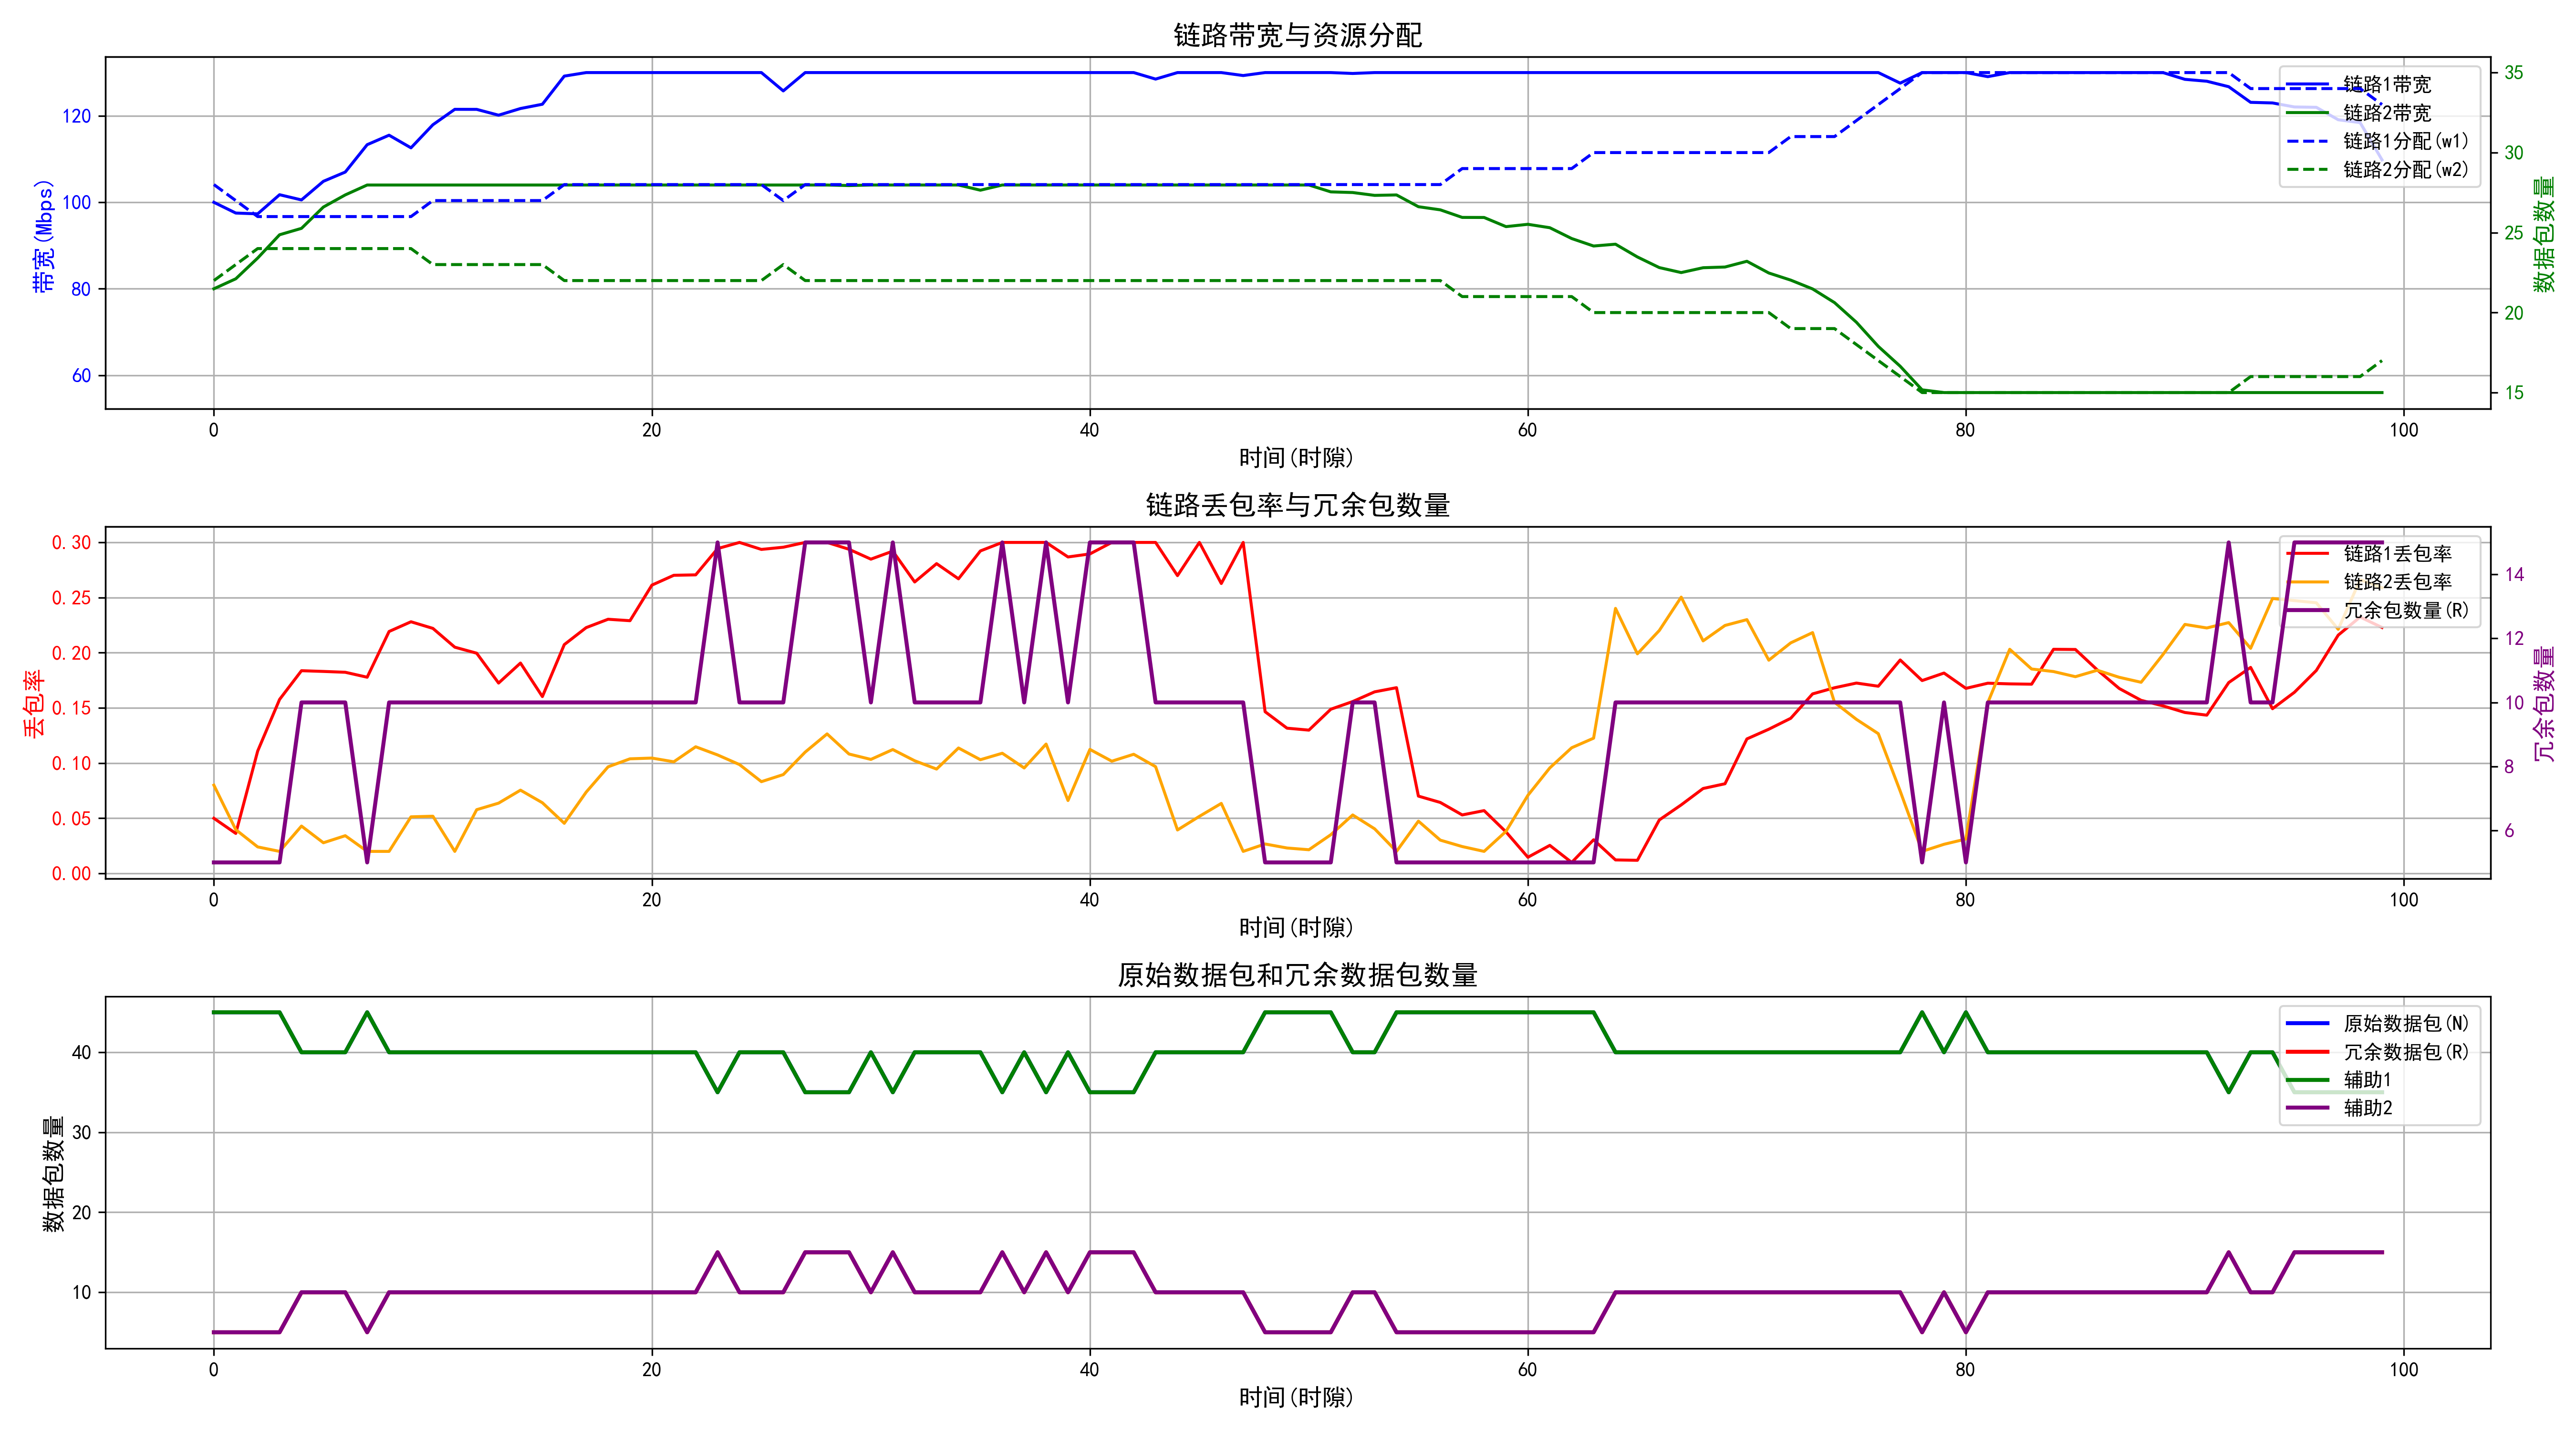 链路带宽与资源分配
带宽(Mbps)
120
100
80
60
35
30
25
20
15
数据包数量
链路1带宽
链路2带宽
链路1分配(w1)
链路2分配(w2)
0
20
40
60
80
100
时间(时隙)
链路丢包率与冗余包数量
丢包率
0.30
0.25
0.20
0.15
0.10
0.05
0.00
14
12
10
8
6
冗余包数量
链路1丢包率
链路2丢包率
冗余包数量(R)
0
20
40
60
80
100
时间(时隙)
原始数据包和冗余数据包数量
数据包数量
40
30
20
10
原始数据包(N)
冗余数据包(R)
辅助1
辅助2
0
20
40
60
80
100
时间(时隙)